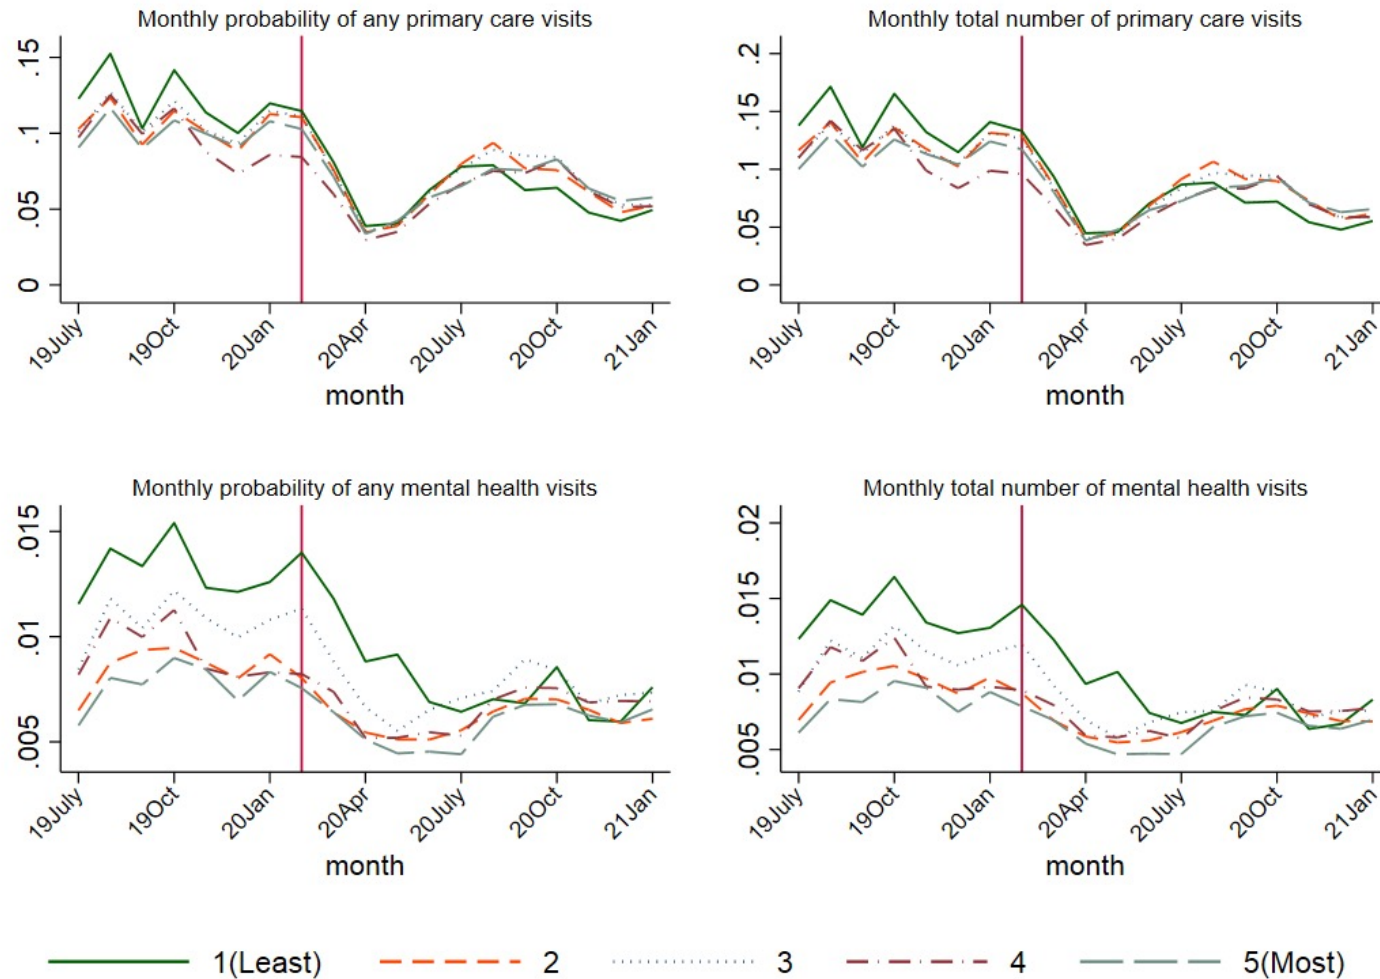 Monthly probability of any primary care visits
.15
.1
.05
0
19July 19Oct 20Jan 20Apr 20July 20Oct 21Jan
month
Monthly total number of primary care visits
.2
.15
.1
.05
0
19July 19Oct 20Jan 20Apr 20July 20Oct 21Jan
month
Monthly probability of any mental health visits
.015
.01
.005
19July 19Oct 20Jan 20Apr 20July 20Oct 21Jan
month
Monthly total number of mental health visits
.02
.015
.01
.005
19July 19Oct 20Jan 20Apr 20July 20Oct 21Jan
month
1(Least) 2 3 4 5(Most)